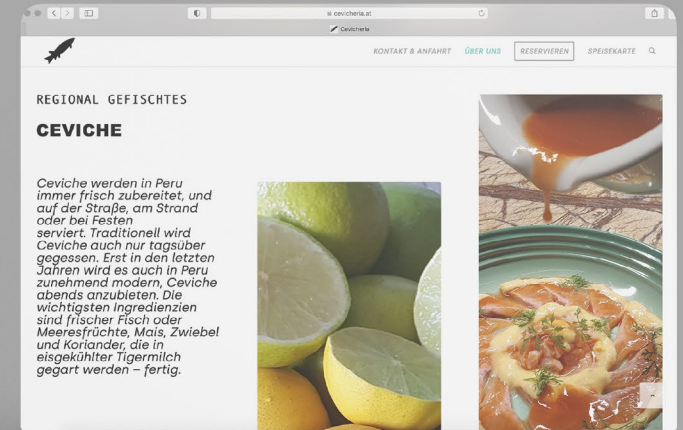 cevicheria.at
Cevicheria
KONTAKT & ANFAHRT ÜBER UNS RESERVIEREN SPEISEKARTE
REGIONAL GEFISCHTES
CEVICHE
Ceviche werden in Peru
immer frisch zubereitet, und
auf der Straße, am Strand
oder bei Festen
serviert. Traditionell wird
Ceviche auch nur tagsüber
gegessen. Erst in den letzten
Jahren wird es auch in Peru
zunehmend modern, Ceviche
abends anzubieten. Die
wichtigsten Ingredienzien
sind frischer Fisch oder
Meeresfrüchte, Mais, Zwiebel
und Koriander, die in
eisgekühlter Tigermilch
gegart werden – fertig.